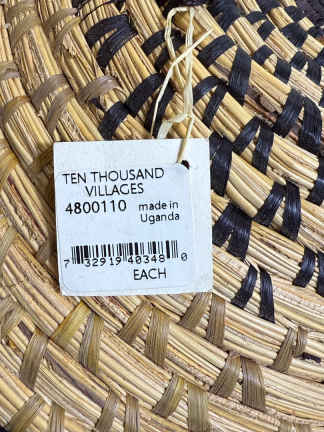 TEN THOUSAND
VILLAGES
4800110 made in
Uganda
7 32919 40348 0
EACH